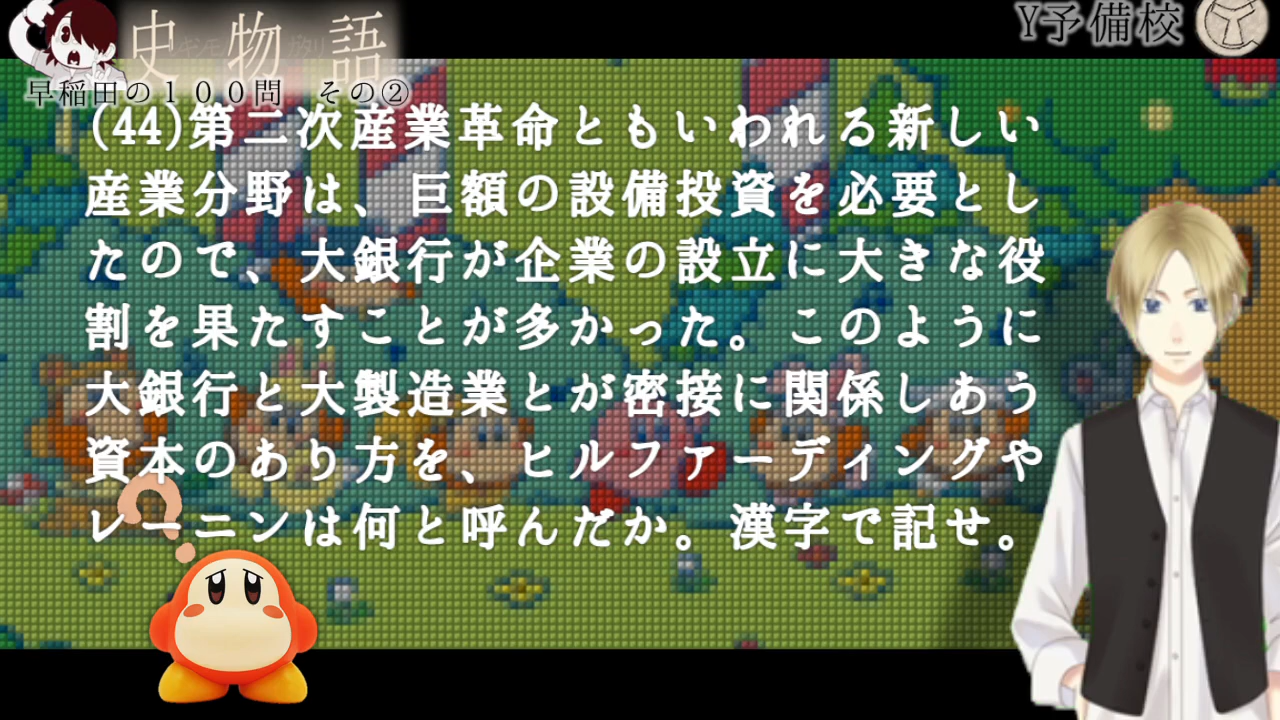 史物語
Y予備校
早稲田の１００問　その②
(44)第二次産業革命ともいわれる新しい
産業分野は、巨額の設備投資を必要とし
たので、大銀行が企業の設立に大きな役
割を果たすことが多かった。このように
大銀行と大製造業とが密接に関係しあう
資本のあり方を、ヒルファーディングや
レーニンは何と呼んだか。漢字で記せ。